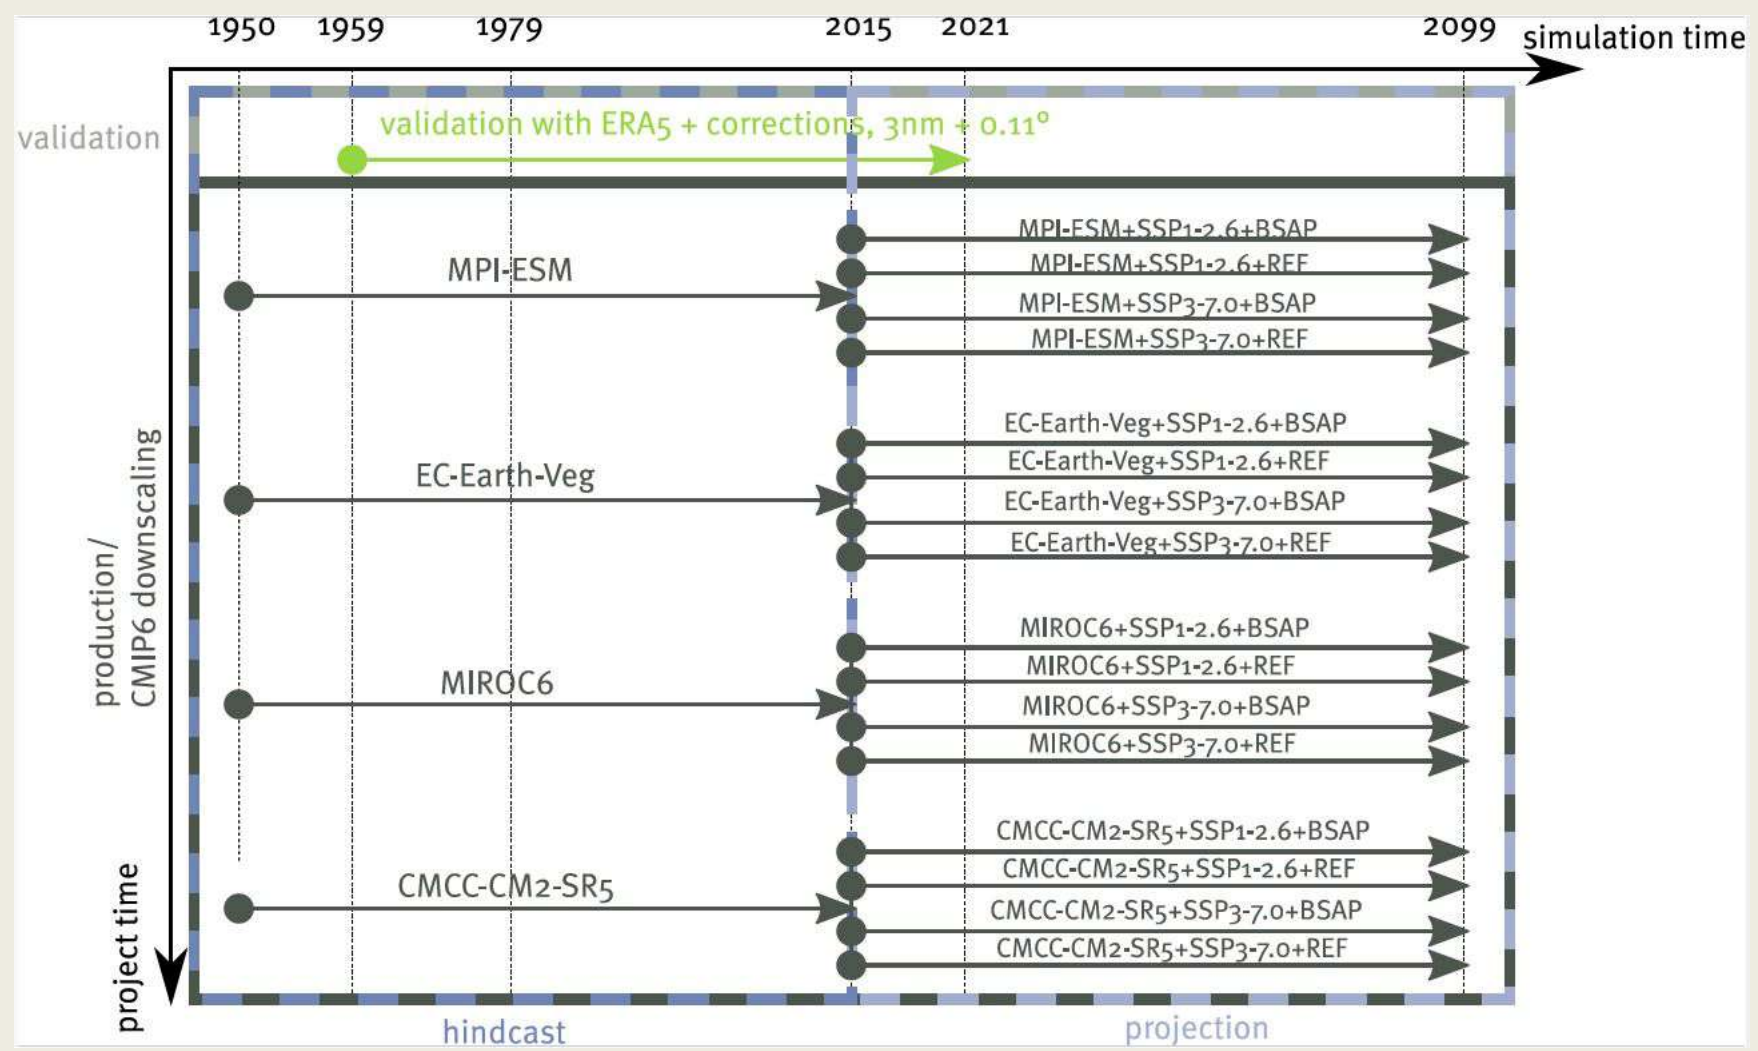 1950 1959 1979 2015 2021 2099
simulation time
validation
validation with ERA5 + corrections, 3nm + 0.11°
MPI-ESM
MPI-ESM+SSP1-2.6+BSAP
MPI-ESM+SSP1-2.6+REF
MPI-ESM+SSP3-7.0+BSAP
MPI-ESM+SSP3-7.0+REF
EC-Earth-Veg
EC-Earth-Veg+SSP1-2.6+BSAP
EC-Earth-Veg+SSP1-2.6+REF
EC-Earth-Veg+SSP3-7.0+BSAP
EC-Earth-Veg+SSP3-7.0+REF
production/
CMIP6 downscaling
MIROC6
MIROC6+SSP1-2.6+BSAP
MIROC6+SSP1-2.6+REF
MIROC6+SSP3-7.0+BSAP
MIROC6+SSP3-7.0+REF
CMCC-CM2-SR5
CMCC-CM2-SR5+SSP1-2.6+BSAP
CMCC-CM2-SR5+SSP1-2.6+REF
CMCC-CM2-SR5+SSP3-7.0+BSAP
CMCC-CM2-SR5+SSP3-7.0+REF
project time
hindcast
projection